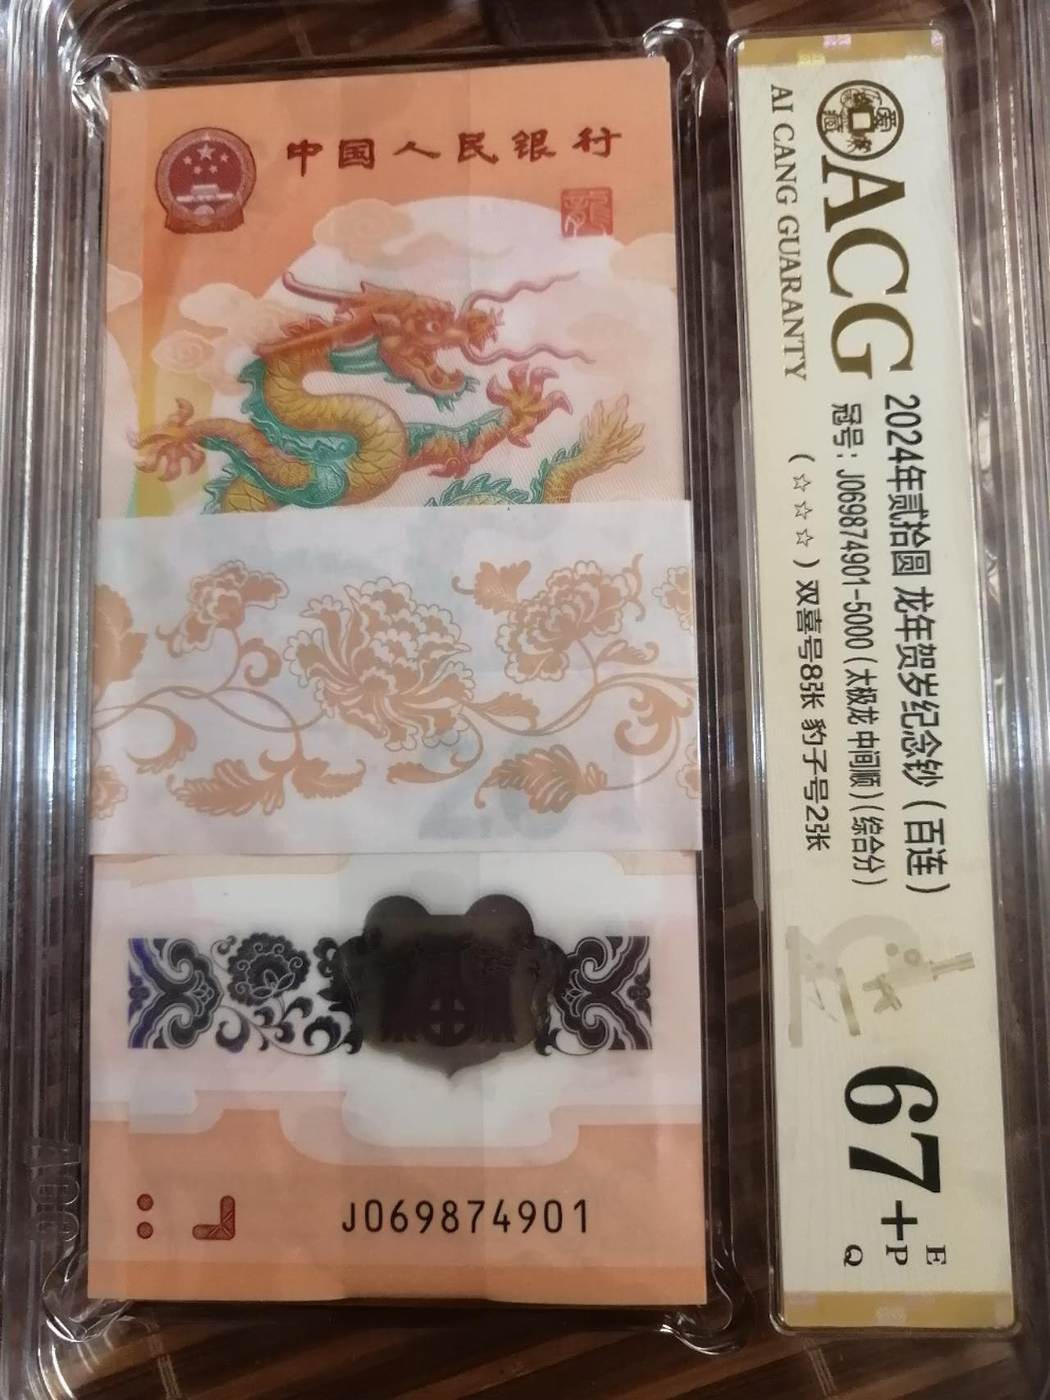 中国人民银行
龍
J069874901
ACG
AI CANG GUARANTY
2024年贰拾圆 龙年贺岁纪念钞（百连）
冠号：J069874901-5000（太极龙 中间顺）（综合分）
（☆☆☆）双喜号8张 豹子号2张
67+
E
P
Q